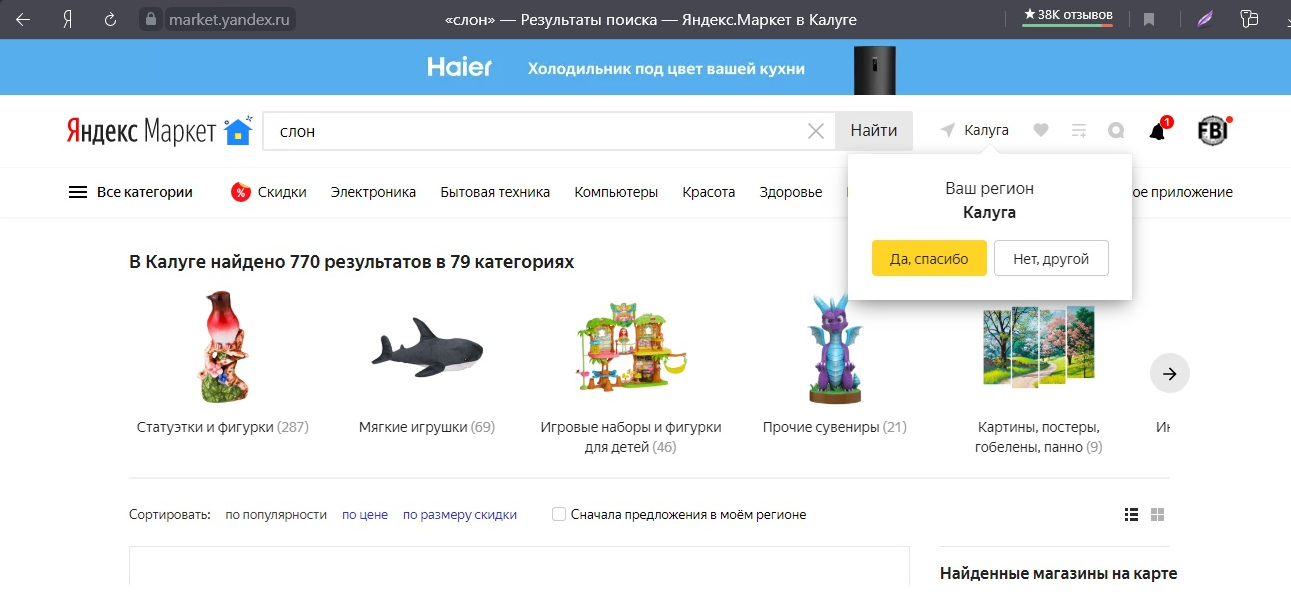 market.yandex.ru
«слон» — Результаты поиска — Яндекс.Маркет в Калуге
★ 38K отзывов
Haier
Холодильник под цвет вашей кухни
Яндекс Маркет
слон
Найти
Калуга
1
FBI
Все категории
%
Скидки
Электроника
Бытовая техника
Компьютеры
Красота
Здоровье
ое приложение
Ваш регион
Калуга
Да, спасибо
Нет, другой
В Калуге найдено 770 результатов в 79 категориях
Статуэтки и фигурки (287)
Мягкие игрушки (69)
Игровые наборы и фигурки
для детей (46)
Прочие сувениры (21)
Картины, постеры,
гобелены, панно (9)
Сортировать:
по популярности
по цене
по размеру скидки
Сначала предложения в моём регионе
Найденные магазины на карте